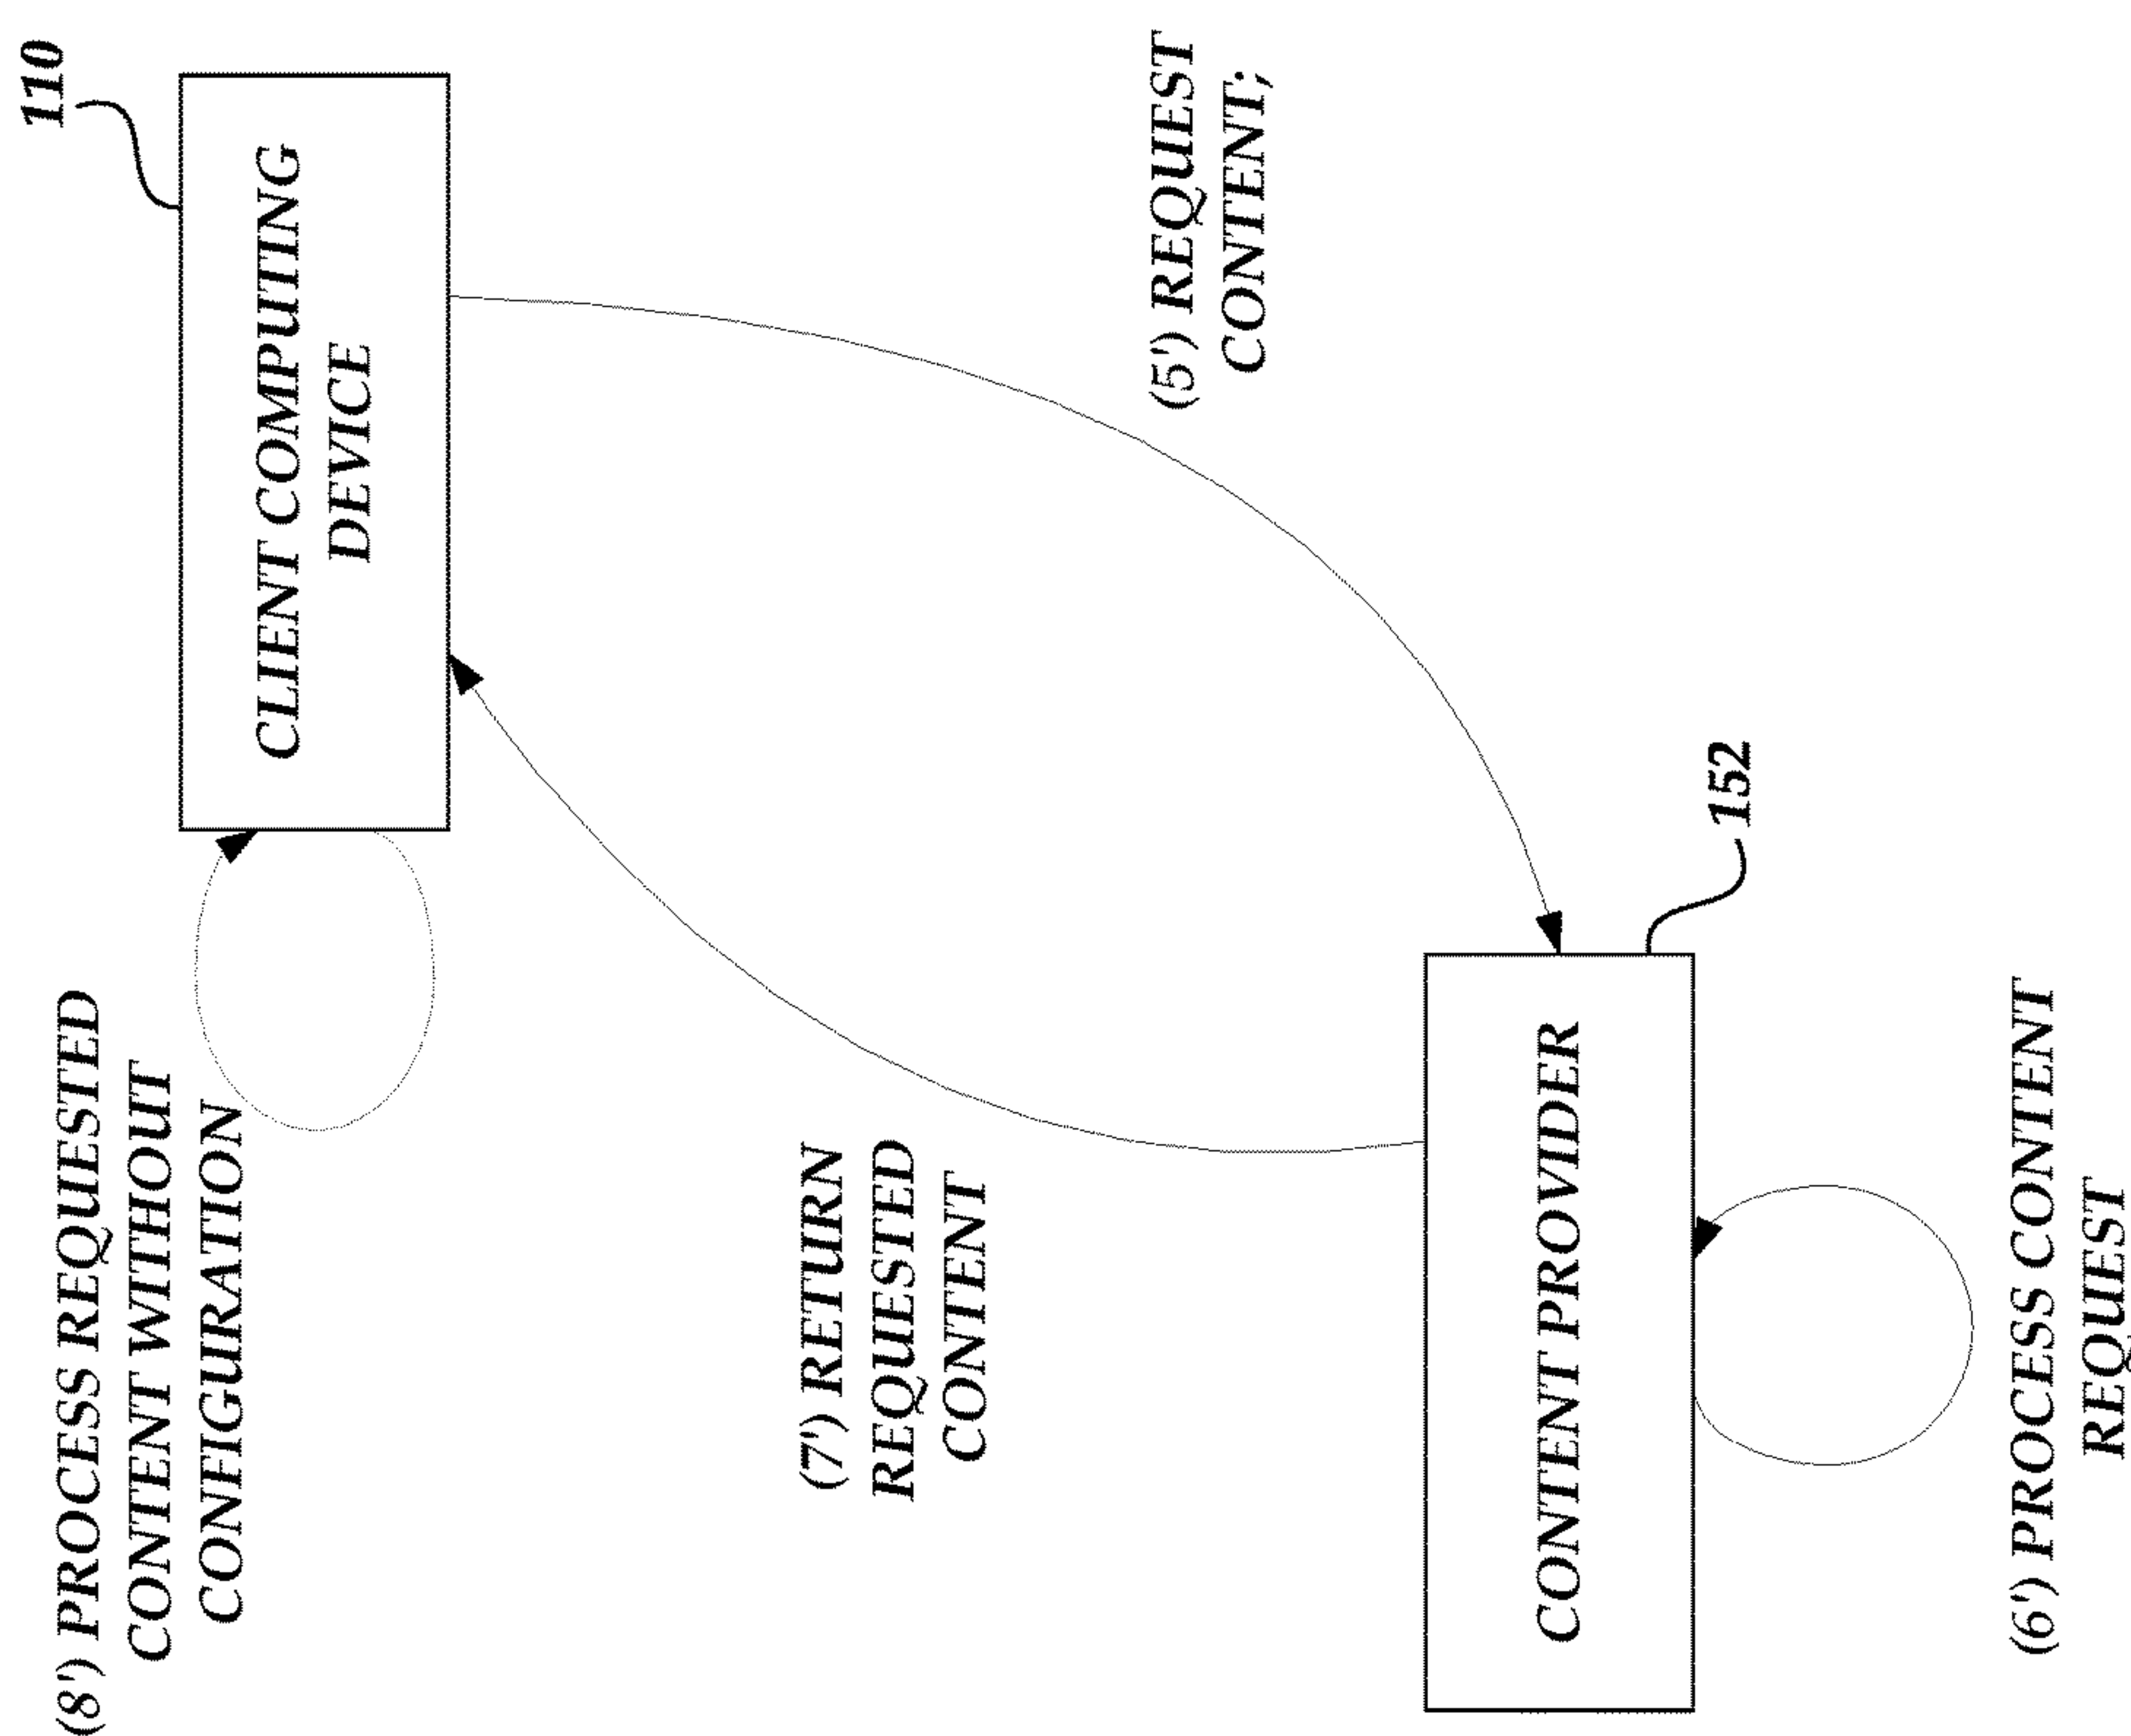 (8') PROCESS REQUESTED
CONTENT WITHOUT
CONFIGURATION
110
CLIENT COMPUTING
DEVICE
(7') RETURN
REQUESTED
CONTENT
(5') REQUEST
CONTENT;
CONTENT PROVIDER
152
(6') PROCESS CONTENT
REQUEST